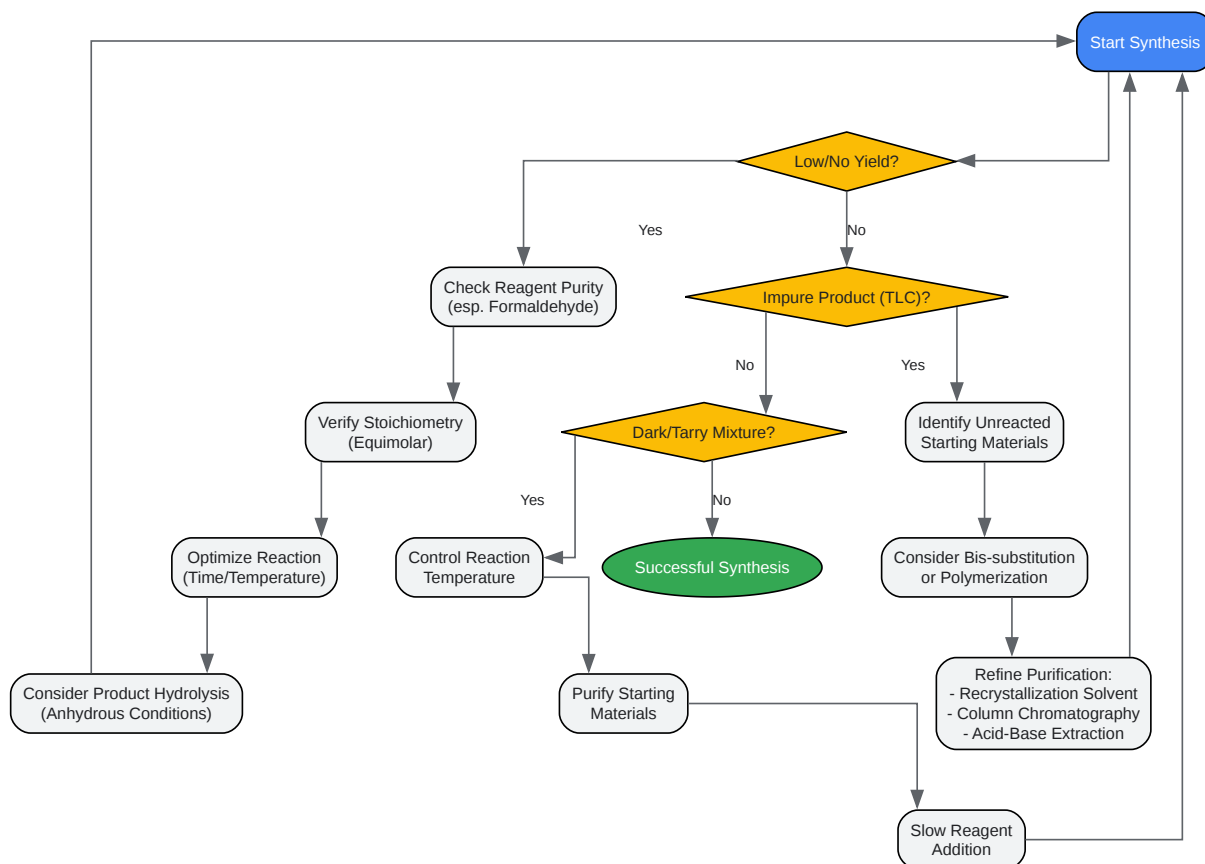 Start Synthesis
Low/No Yield?
Yes
No
Check Reagent Purity
(esp. Formaldehyde)
Impure Product (TLC)?
No
Yes
Verify Stoichiometry
(Equimolar)
Dark/Tarry Mixture?
Identify Unreacted
Starting Materials
Yes
No
Optimize Reaction
(Time/Temperature)
Control Reaction
Temperature
Successful Synthesis
Consider Bis-substitution
or Polymerization
Consider Product Hydrolysis
(Anhydrous Conditions)
Purify Starting
Materials
Refine Purification:
- Recrystallization Solvent
- Column Chromatography
- Acid-Base Extraction
Slow Reagent
Addition